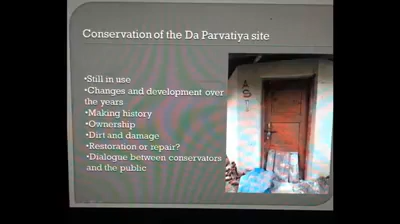 Conservation of the Da Parvatiya site
•Still in use
•Changes and development over
the years
•Making history
•Ownership
•Dirt and damage
•Restoration or repair?
•Dialogue between conservators
and the public